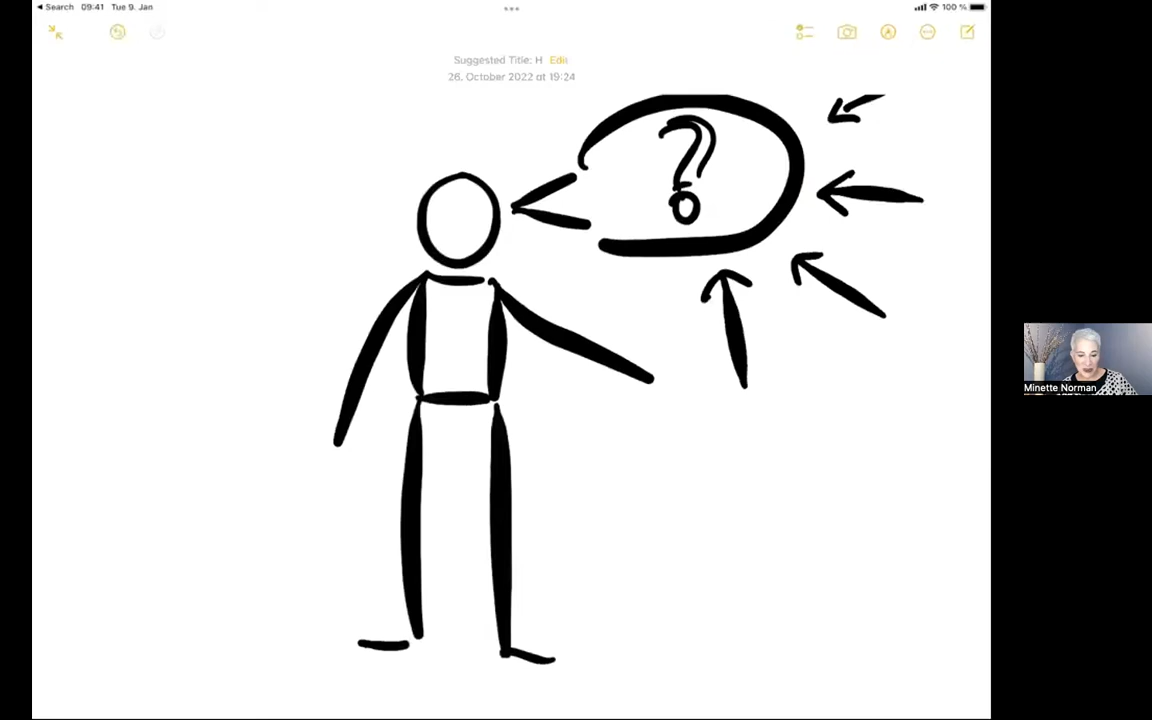 Search 09:41 Tue 9. Jan 100 %
Suggested Title: H Edit
26. October 2022 at 19:24
?
Minette Norman